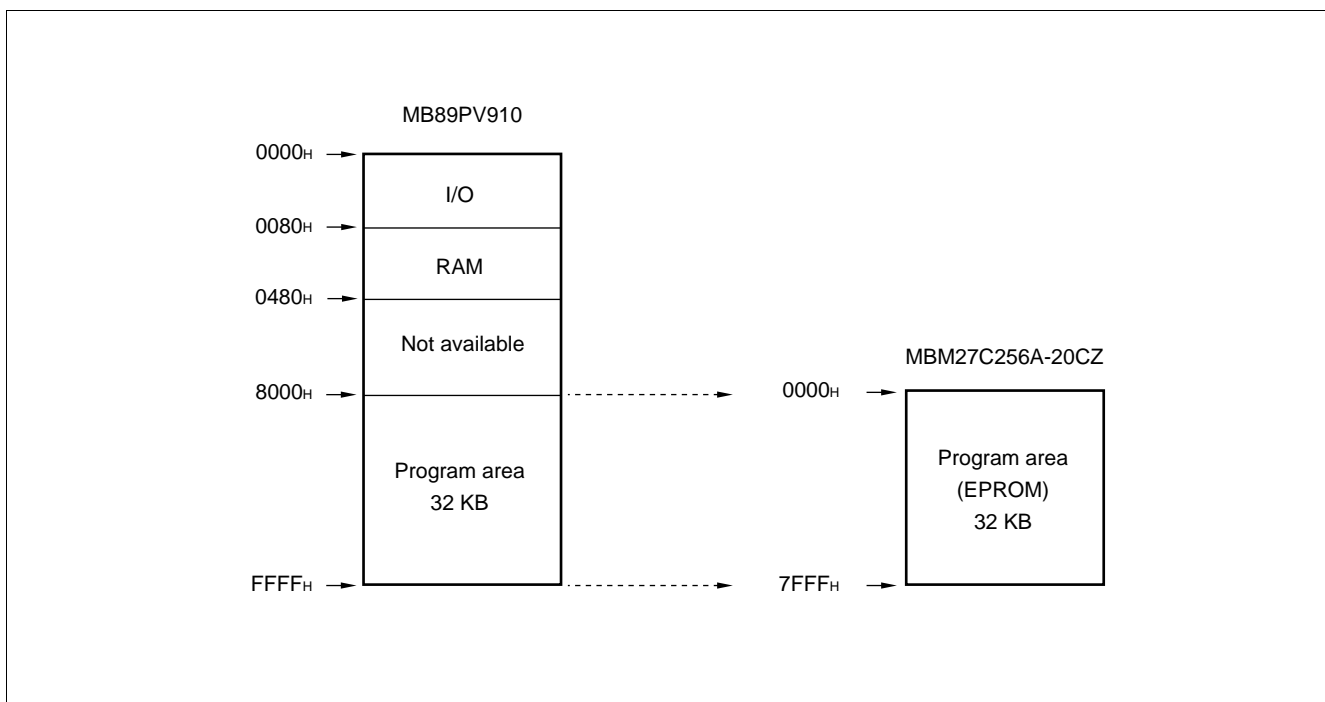 MB89PV910
0000H
I/O
0080H
RAM
0480H
Not available
8000H
Program area
32 KB
FFFFH
MBM27C256A-20CZ
0000H
Program area
(EPROM)
32 KB
7FFFH